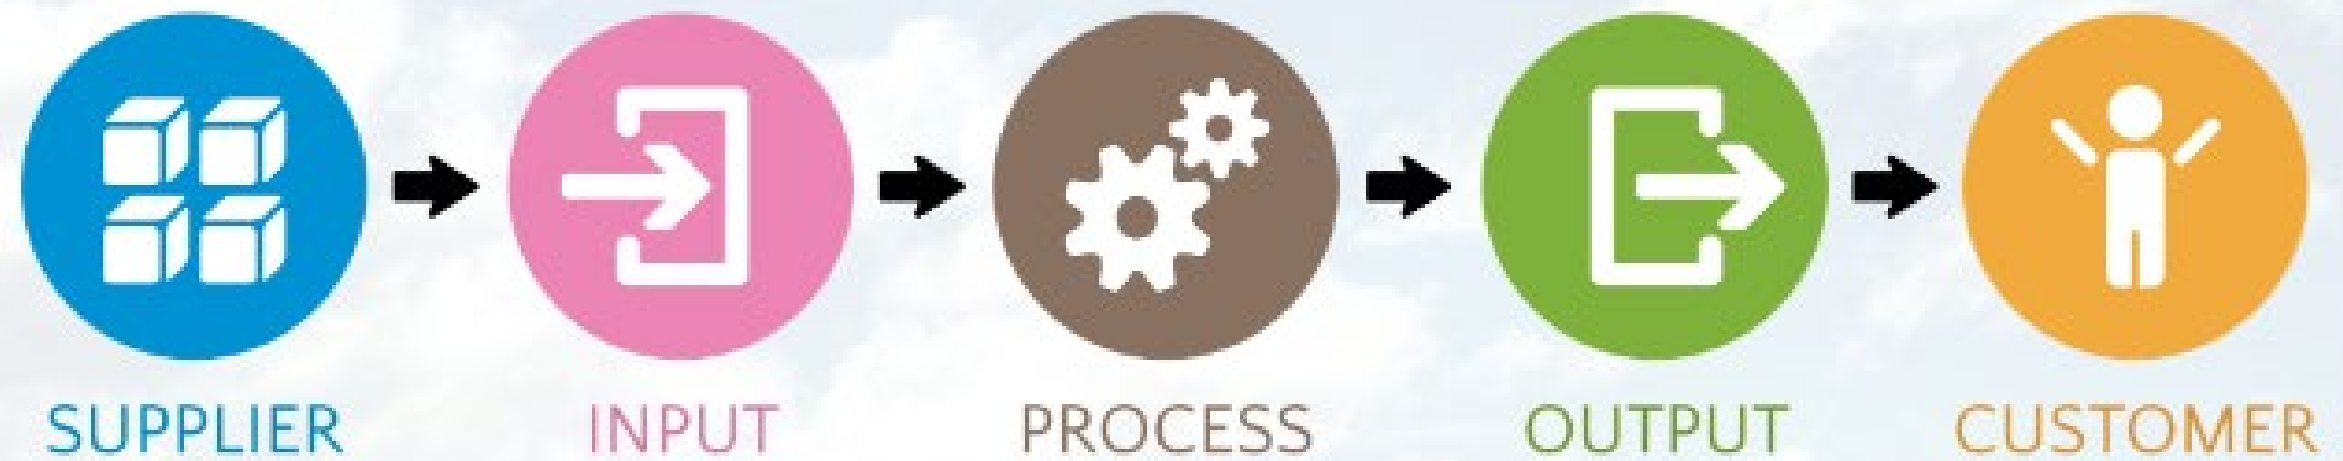 SUPPLIER INPUT PROCESS OUTPUT CUSTOMER